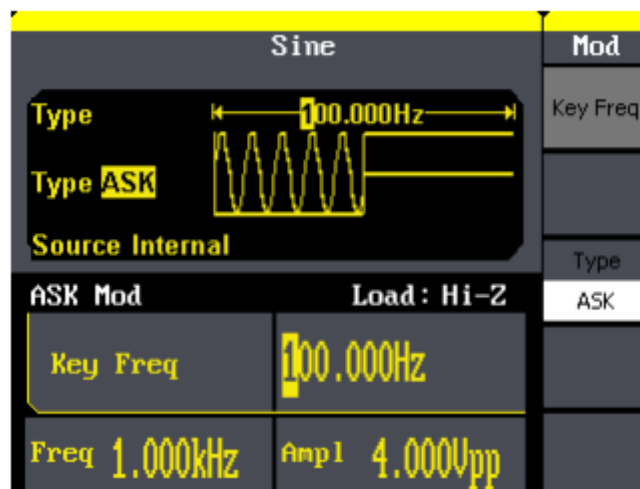 Sine
Mod
Type 100.000Hz
Key Freq
Type ASK
Source Internal
Type
ASK Mod Load: Hi-Z
ASK
Key Freq 100.000Hz
Freq 1.000kHz Ampl 4.000Vpp